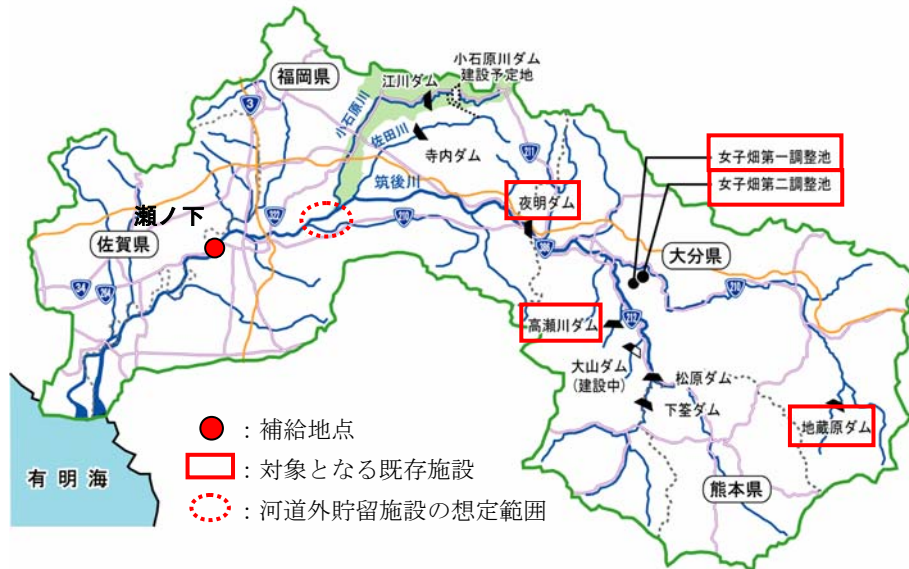 小石原川ダム
建設予定地
江川ダム
福岡県
3
小石原川
佐田川
211
寺内ダム
女子畑第一調整池
女子畑第二調整池
筑後川
夜明ダム
瀬ノ下
322
210
佐賀県
大分県
34
264
210
212
高瀬川ダム
大山ダム
(建設中)
松原ダム
下筌ダム
地蔵原ダム
熊本県
有明海
:補給地点
:対象となる既存施設
:河道外貯留施設の想定範囲